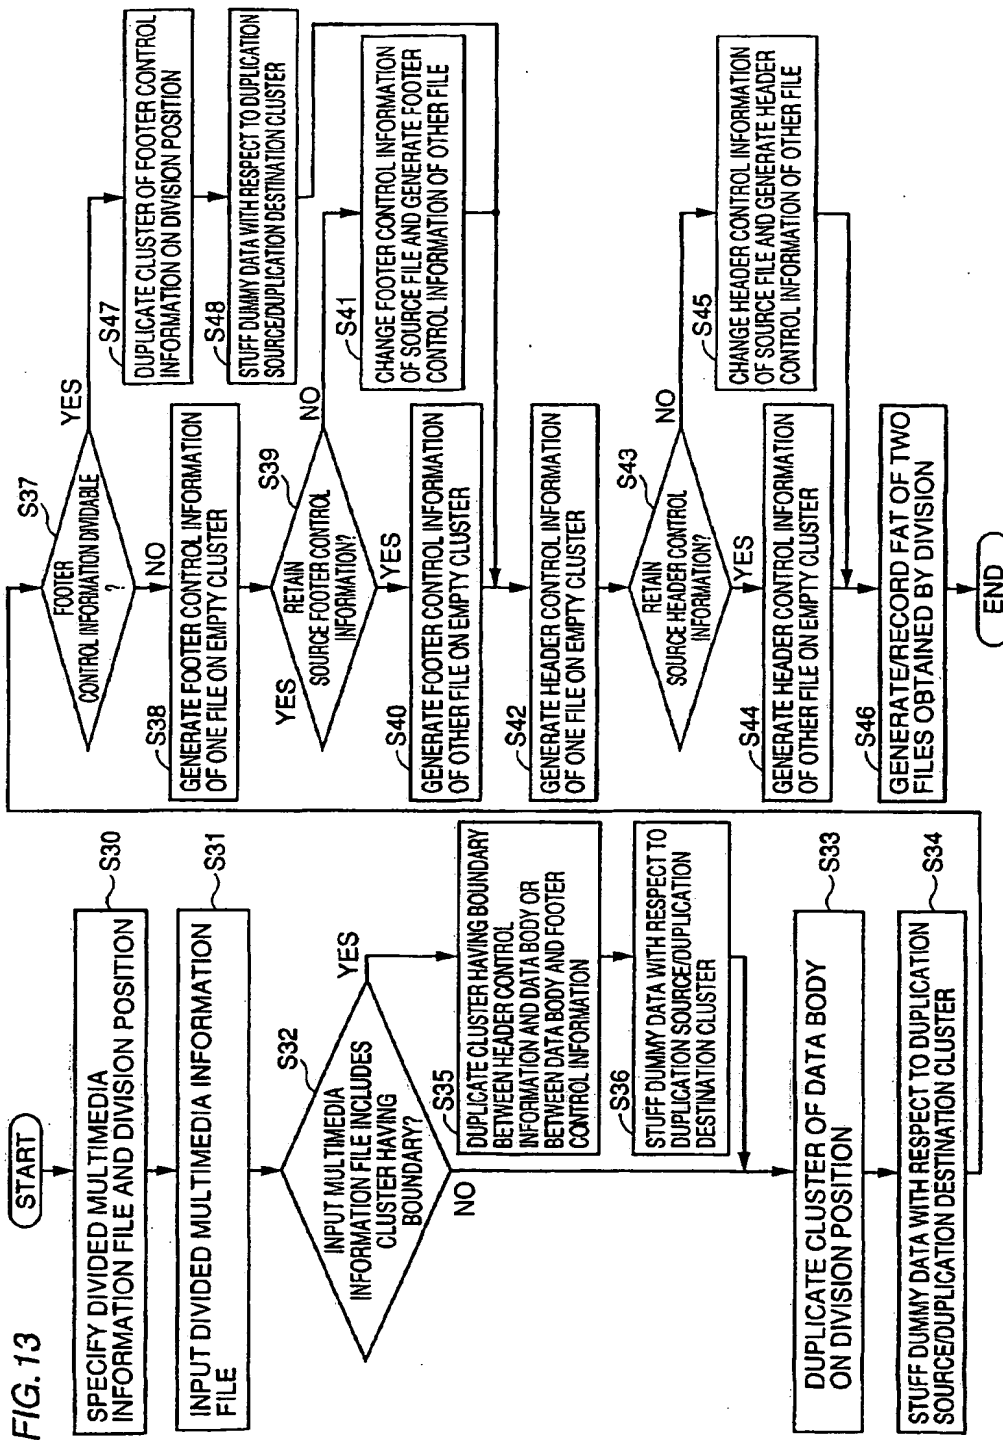 FIG. 13
START
SPECIFY DIVIDED MULTIMEDIA
INFORMATION FILE AND DIVISION POSITION
S30
INPUT DIVIDED MULTIMEDIA INFORMATION
FILE
S31
S32
INPUT MULTIMEDIA
INFORMATION FILE INCLUDES
CLUSTER HAVING
BOUNDARY?
YES
NO
S35
DUPLICATE CLUSTER HAVING BOUNDARY
BETWEEN HEADER CONTROL
INFORMATION AND DATA BODY OR
BETWEEN DATA BODY AND FOOTER
CONTROL INFORMATION
S36
STUFF DUMMY DATA WITH RESPECT TO
DUPLICATION SOURCE/DUPLICATION
DESTINATION CLUSTER
DUPLICATE CLUSTER OF DATA BODY
ON DIVISION POSITION
S33
STUFF DUMMY DATA WITH RESPECT TO DUPLICATION
SOURCE/DUPLICATION DESTINATION CLUSTER
S34
S37
FOOTER
CONTROL INFORMATION DIVIDABLE
?
YES
NO
S47
DUPLICATE CLUSTER OF FOOTER CONTROL
INFORMATION ON DIVISION POSITION
S48
STUFF DUMMY DATA WITH RESPECT TO DUPLICATION
SOURCE/DUPLICATION DESTINATION CLUSTER
S38
GENERATE FOOTER CONTROL INFORMATION
OF ONE FILE ON EMPTY CLUSTER
S39
RETAIN
SOURCE FOOTER CONTROL
INFORMATION?
YES
NO
YES
S41
CHANGE FOOTER CONTROL INFORMATION
OF SOURCE FILE AND GENERATE FOOTER
CONTROL INFORMATION OF OTHER FILE
S40
GENERATE FOOTER CONTROL INFORMATION
OF OTHER FILE ON EMPTY CLUSTER
S42
GENERATE HEADER CONTROL INFORMATION
OF ONE FILE ON EMPTY CLUSTER
S43
RETAIN
SOURCE HEADER CONTROL
INFORMATION?
NO
YES
S45
CHANGE HEADER CONTROL INFORMATION
OF SOURCE FILE AND GENERATE HEADER
CONTROL INFORMATION OF OTHER FILE
S44
GENERATE HEADER CONTROL INFORMATION
OF OTHER FILE ON EMPTY CLUSTER
S46
GENERATE/RECORD FAT OF TWO
FILES OBTAINED BY DIVISION
END